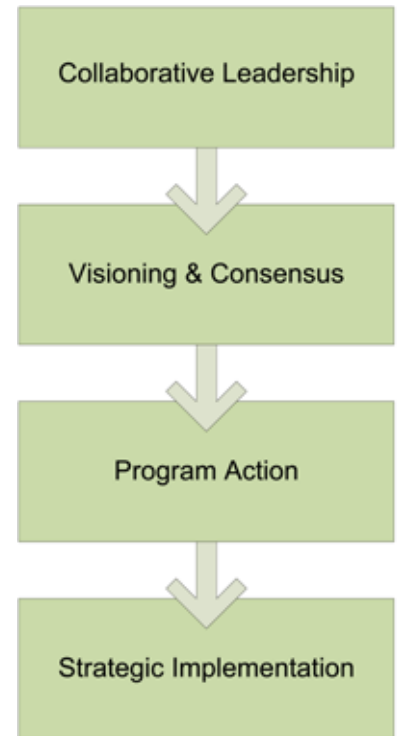 Collaborative Leadership
Visioning & Consensus
Program Action
Strategic Implementation